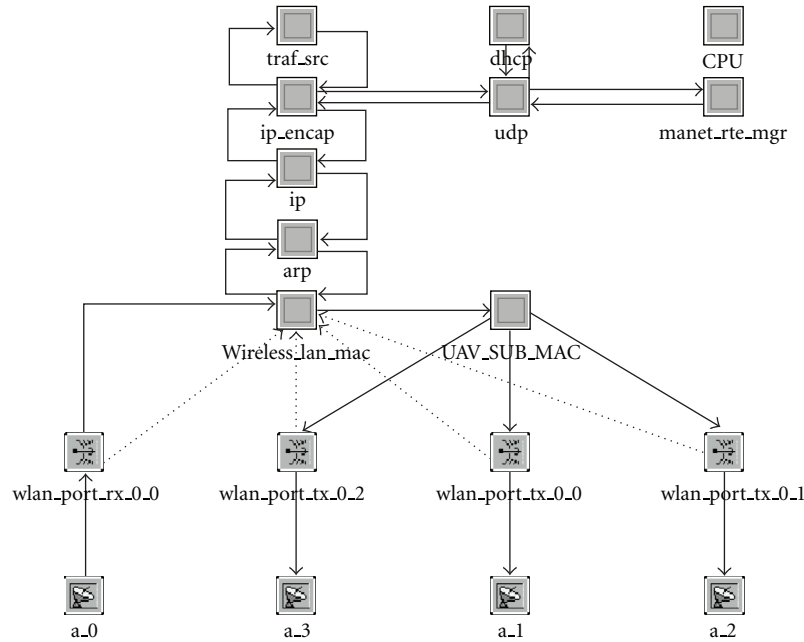 traf_src
dhcp
CPU
ip_encap
udp
manet_rte_mgr
ip
arp
Wireless_lan_mac
UAV_SUB_MAC
wlan_port_rx_0_0
wlan_port_tx_0_2
wlan_port_tx_0_0
wlan_port_tx_0_1
a_0
a_3
a_1
a_2